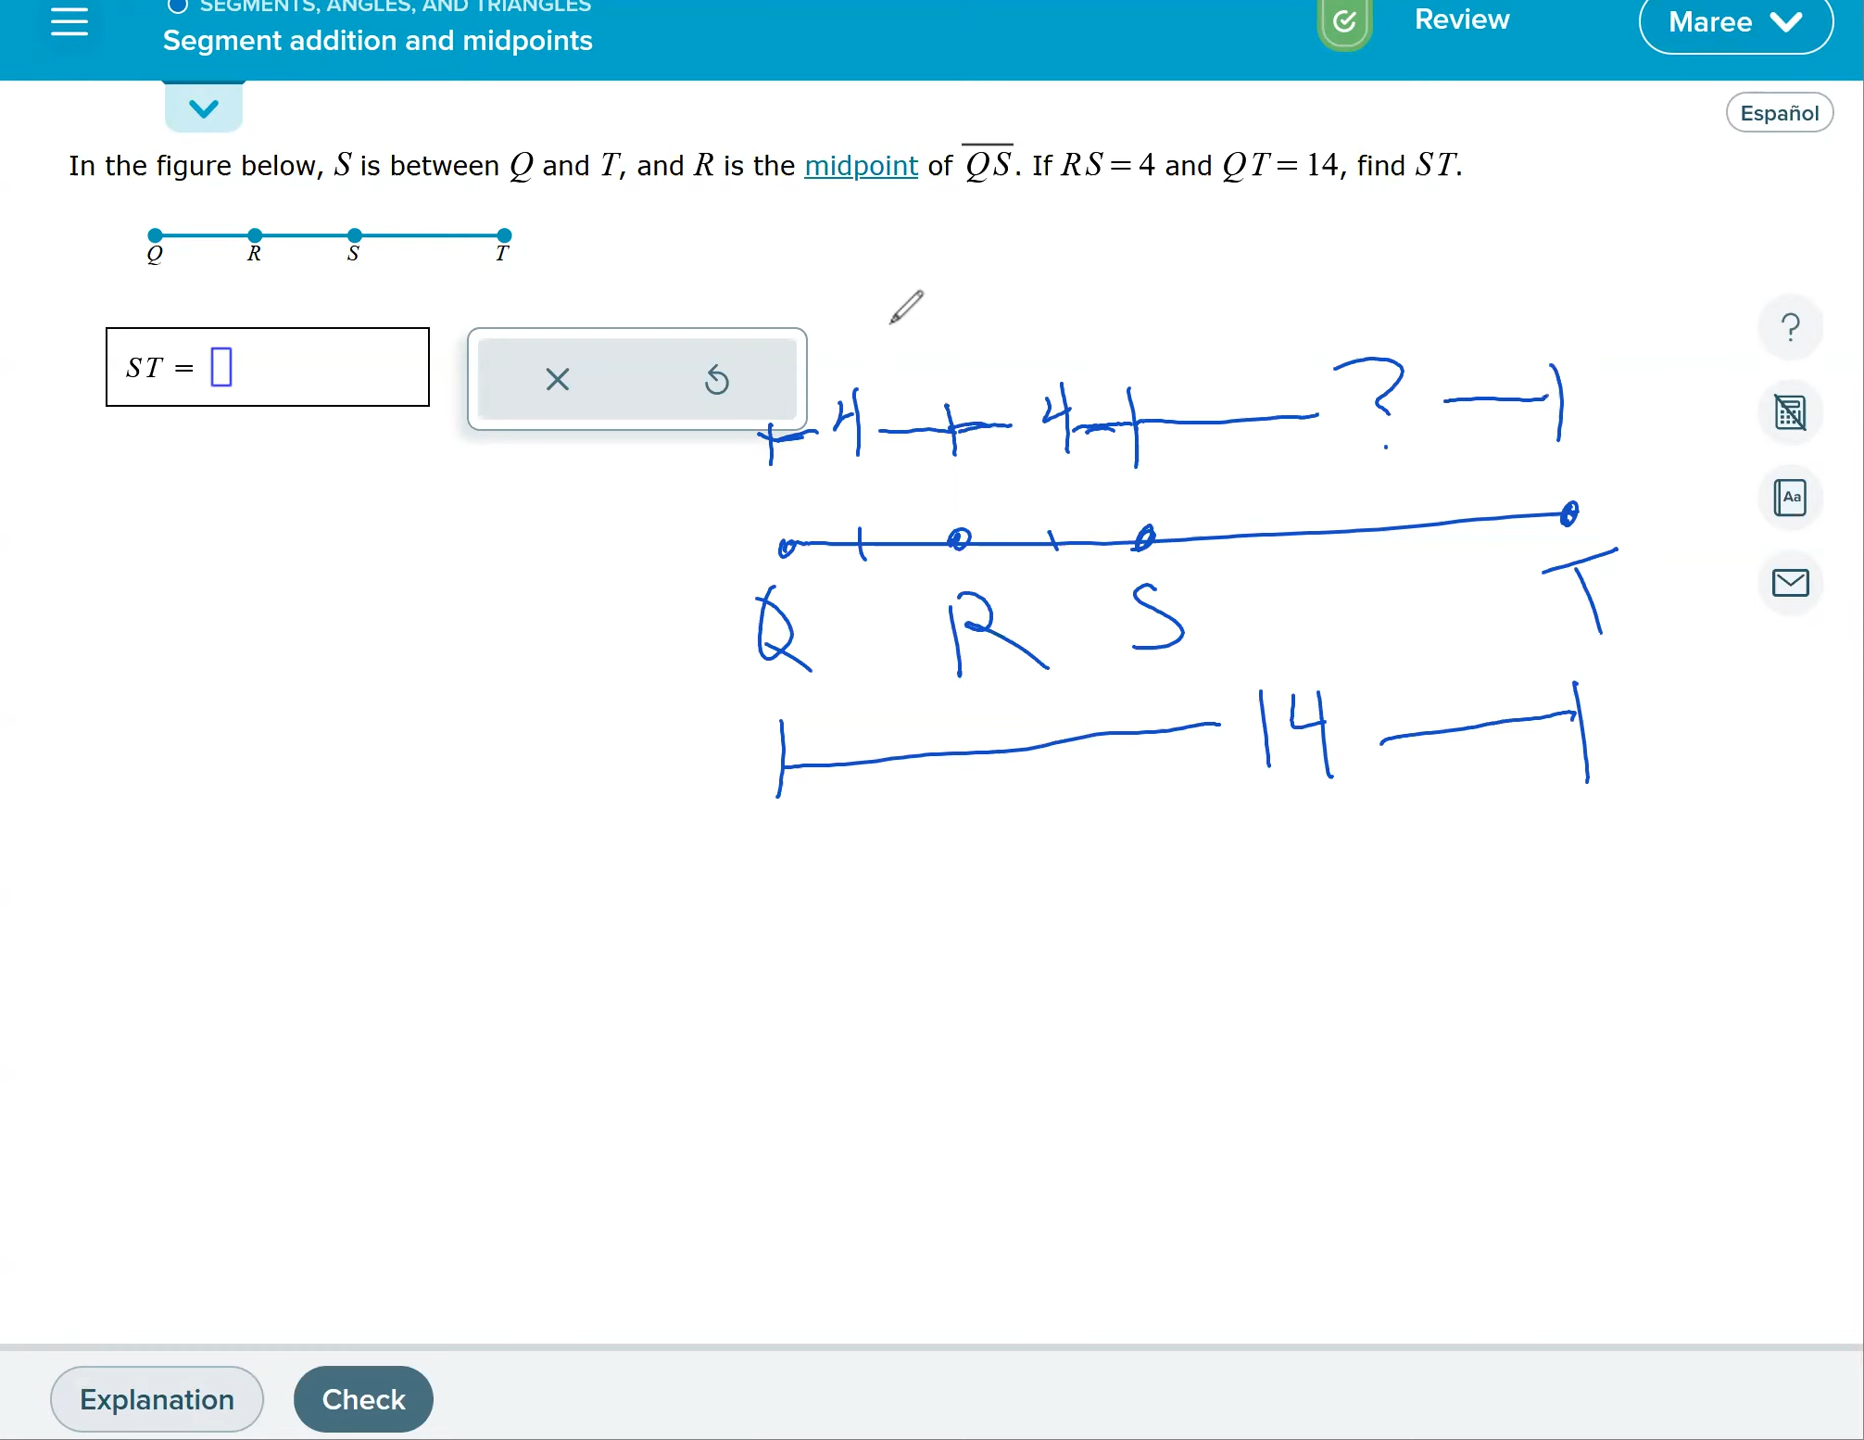 SEGMENTS, ANGLES, AND TRIANGLES
Segment addition and midpoints
Review
Maree
Español
In the figure below, S is between Q and T, and R is the midpoint of QS. If RS = 4 and QT = 14, find ST.
Q R S T
ST =
4 4 ?
?
Aa
Q R S T
14
Explanation
Check